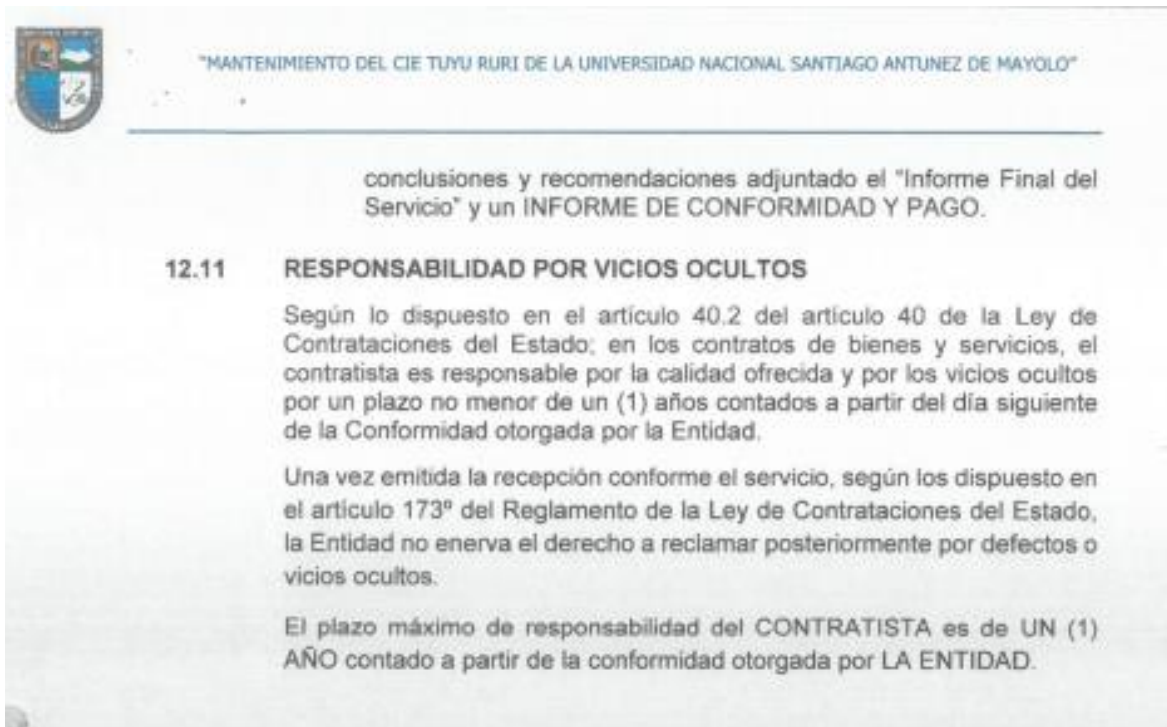 "MANTENIMIENTO DEL CIE TUYU RURI DE LA UNIVERSIDAD NACIONAL SANTIAGO ANTUNEZ DE MAYOLO"
conclusiones y recomendaciones adjuntado el "Informe Final del
Servicio" y un INFORME DE CONFORMIDAD Y PAGO.
12.11 RESPONSABILIDAD POR VICIOS OCULTOS
Según lo dispuesto en el artículo 40.2 del artículo 40 de la Ley de
Contrataciones del Estado; en los contratos de bienes y servicios, el
contratista es responsable por la calidad ofrecida y por los vicios ocultos
por un plazo no menor de un (1) años contados a partir del día siguiente
de la Conformidad otorgada por la Entidad.
Una vez emitida la recepción conforme el servicio, según los dispuesto en
el artículo 173º del Reglamento de la Ley de Contrataciones del Estado,
la Entidad no enerva el derecho a reclamar posteriormente por defectos o
vicios ocultos.
El plazo máximo de responsabilidad del CONTRATISTA es de UN (1)
AÑO contado a partir de la conformidad otorgada por LA ENTIDAD.